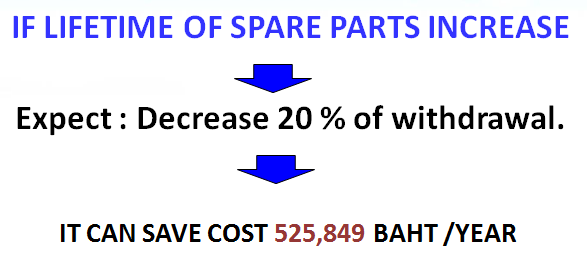 IF LIFETIME OF SPARE PARTS INCREASE
Expect : Decrease 20 % of withdrawal.
IT CAN SAVE COST 525,849 BAHT /YEAR